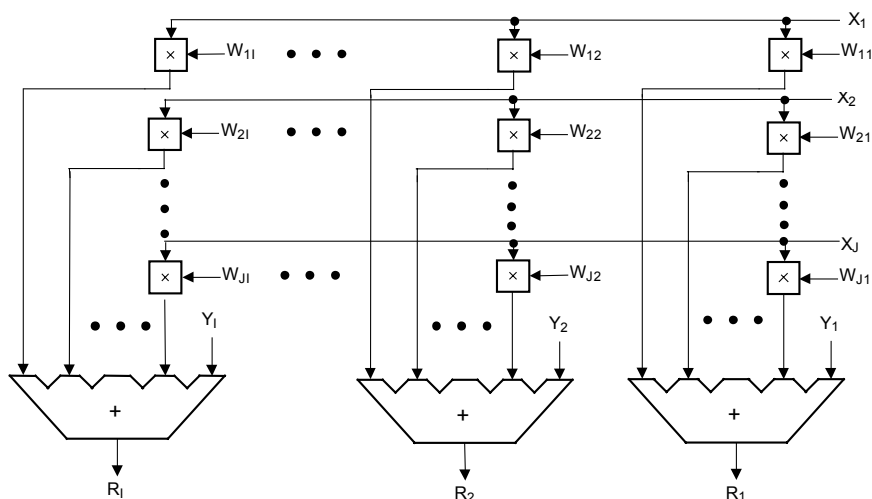 X1
× W1I × W12 × W11
X2
× W2I × W22 × W21
XJ
× WJI × WJ2 × WJ1
YI Y2 Y1
+ + +
RI R2 R1